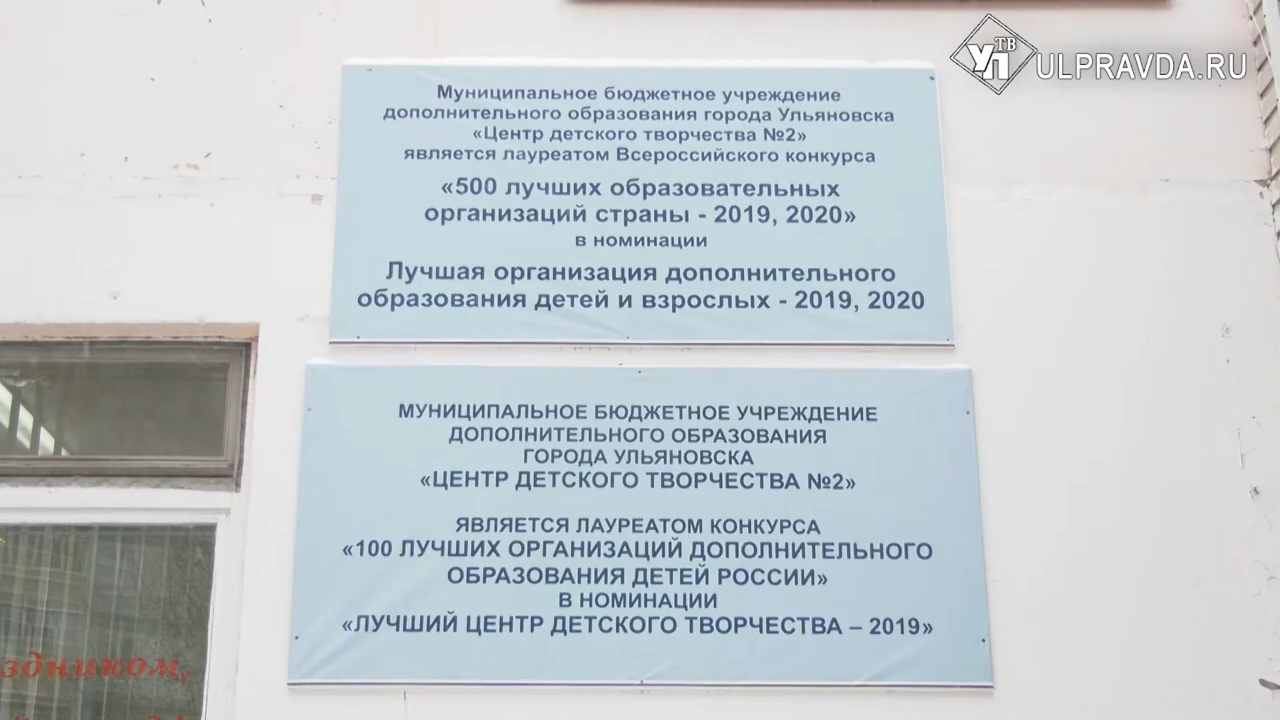 УП ТВ ULPRAVDA.RU
Муниципальное бюджетное учреждение
дополнительного образования города Ульяновска
«Центр детского творчества №2»
является лауреатом Всероссийского конкурса
«500 лучших образовательных
организаций страны - 2019, 2020»
в номинации
Лучшая организация дополнительного
образования детей и взрослых - 2019, 2020
МУНИЦИПАЛЬНОЕ БЮДЖЕТНОЕ УЧРЕЖДЕНИЕ
ДОПОЛНИТЕЛЬНОГО ОБРАЗОВАНИЯ
ГОРОДА УЛЬЯНОВСКА
«ЦЕНТР ДЕТСКОГО ТВОРЧЕСТВА №2»
ЯВЛЯЕТСЯ ЛАУРЕАТОМ КОНКУРСА
«100 ЛУЧШИХ ОРГАНИЗАЦИЙ ДОПОЛНИТЕЛЬНОГО
ОБРАЗОВАНИЯ ДЕТЕЙ РОССИИ»
В НОМИНАЦИИ
«ЛУЧШИЙ ЦЕНТР ДЕТСКОГО ТВОРЧЕСТВА – 2019»
здником,